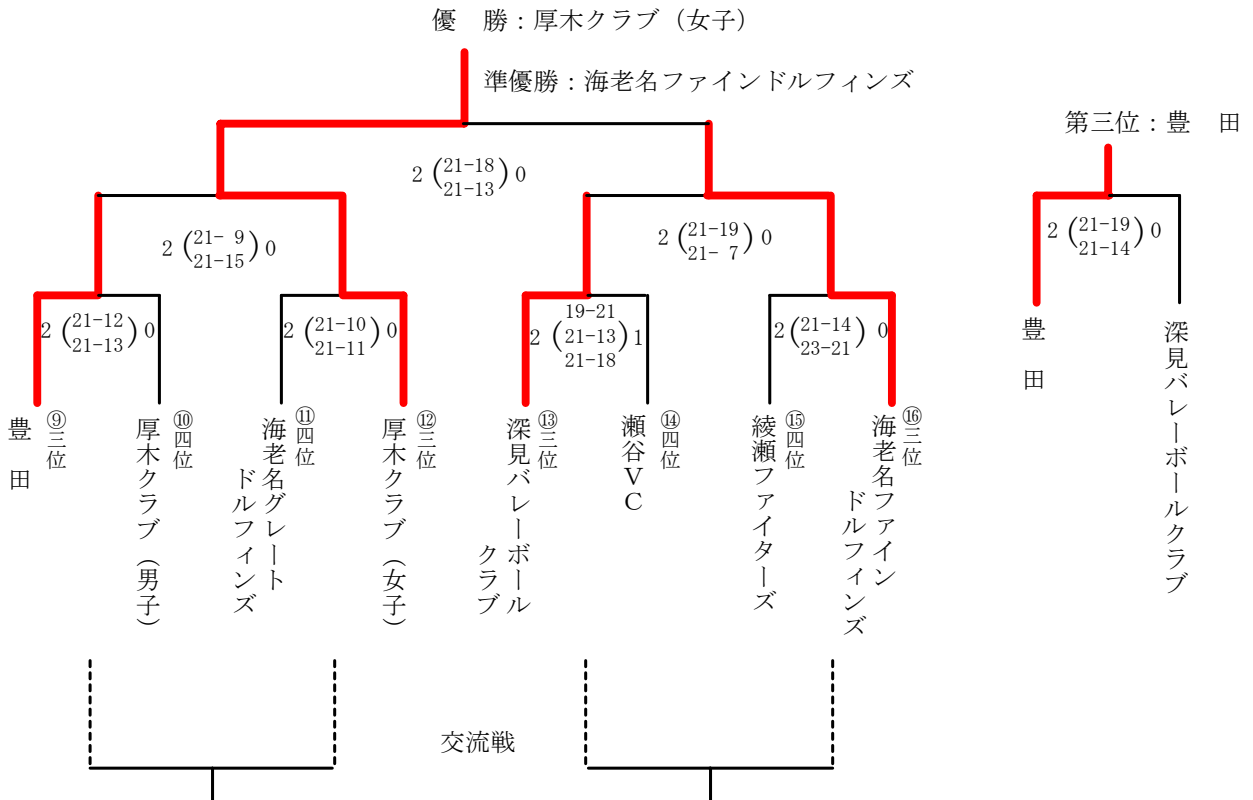 優　勝：厚木クラブ（女子）
準優勝：海老名ファインドルフィンズ
第三位：豊　田
2 (21-18 21-13) 0
2 (21- 9 21-15) 0
2 (21-19 21- 7) 0
2 (21-19 21-14) 0
2 (21-12 21-13) 0
2 (21-10 21-11) 0
2 (19-21 21-13 21-18) 1
2 (21-14 23-21) 0
⑨三位
豊　田
⑩四位
厚木クラブ（男子）
⑪四位
海老名グレート
ドルフィンズ
⑫三位
厚木クラブ（女子）
⑬三位
深見バレーボール
クラブ
⑭四位
瀬谷ＶＣ
⑮四位
綾瀬ファイターズ
⑯三位
海老名ファイン
ドルフィンズ
豊　田
深見バレーボールクラブ
交流戦